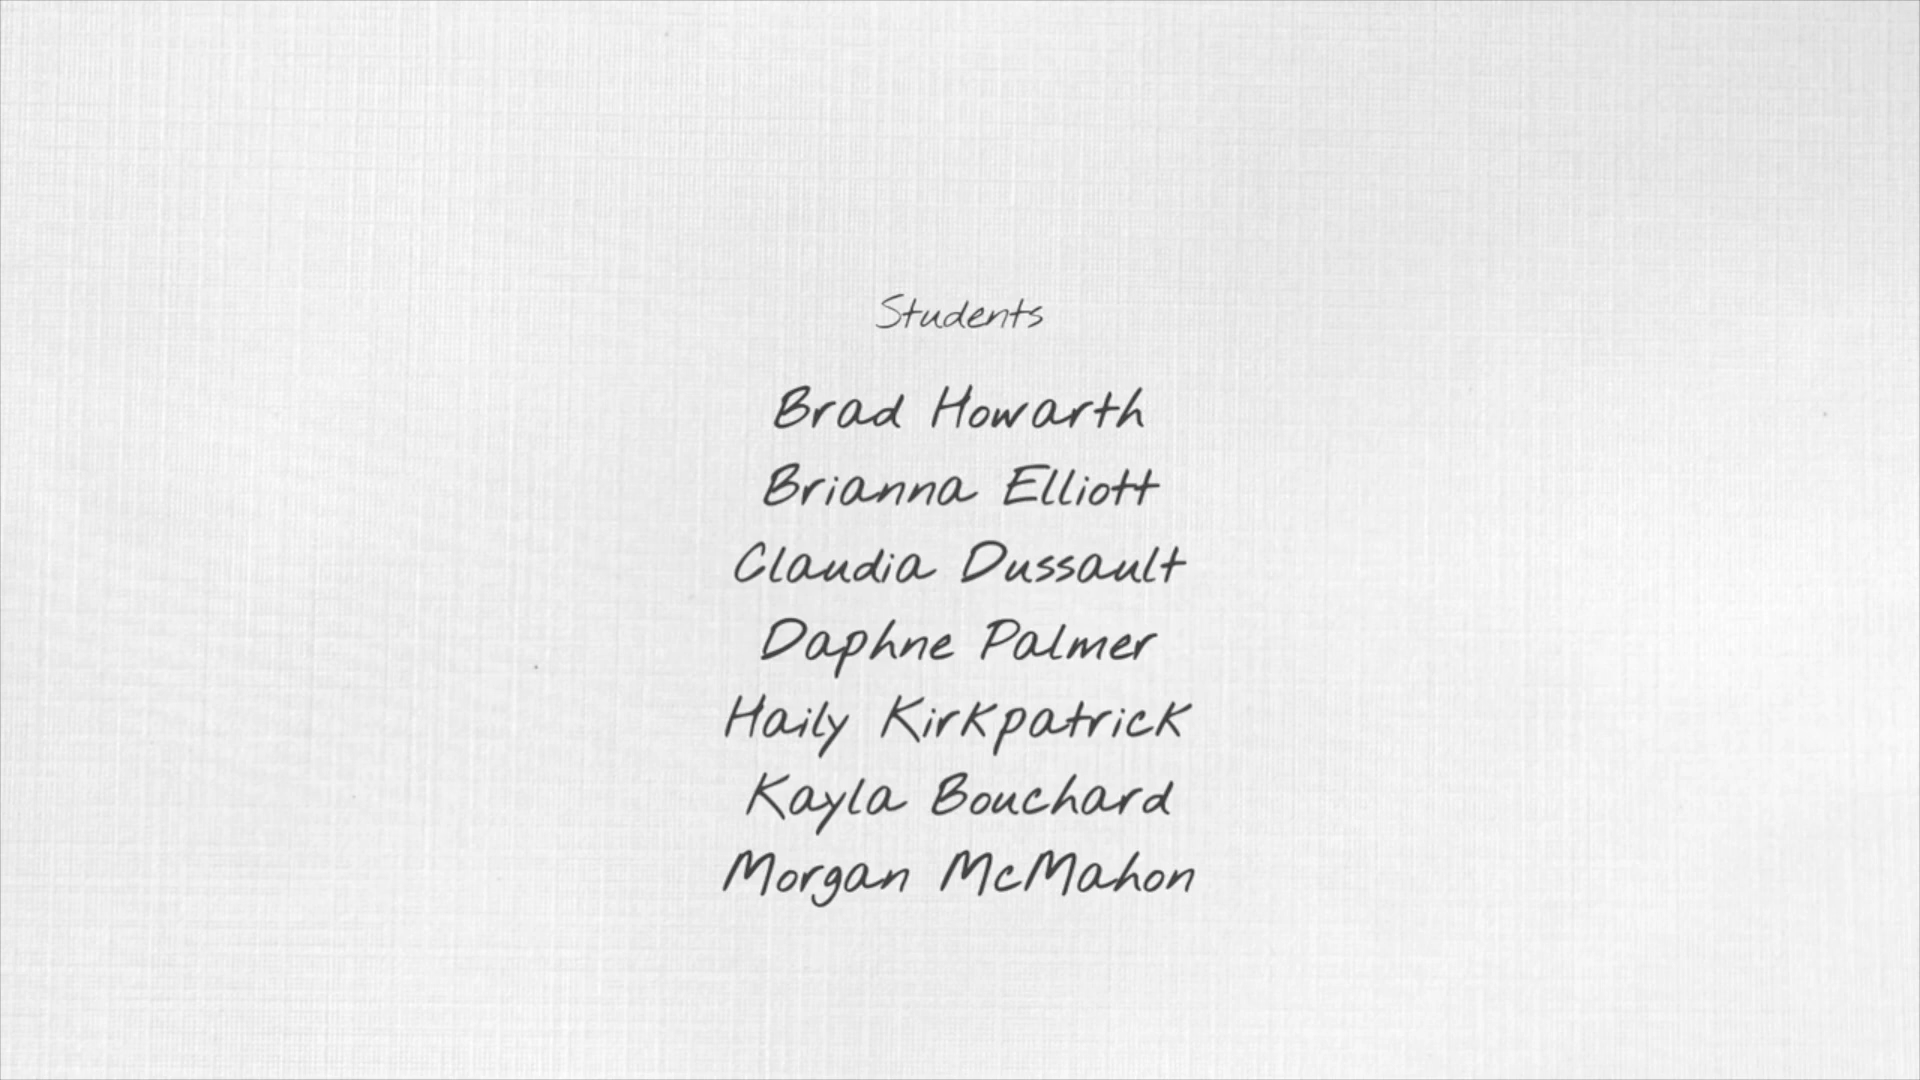 Students
Brad Howarth
Brianna Elliott
Claudia Dussault
Daphne Palmer
Haily Kirkpatrick
Kayla Bouchard
Morgan McMahon